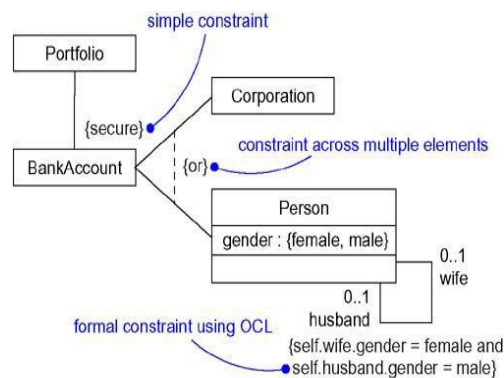 simple constraint
Portfolio
Corporation
{secure}
constraint across multiple elements
BankAccount
{or}
Person
gender : {female, male}
0..1
wife
0..1
husband
formal constraint using OCL
{self.wife.gender = female and
self.husband.gender = male}